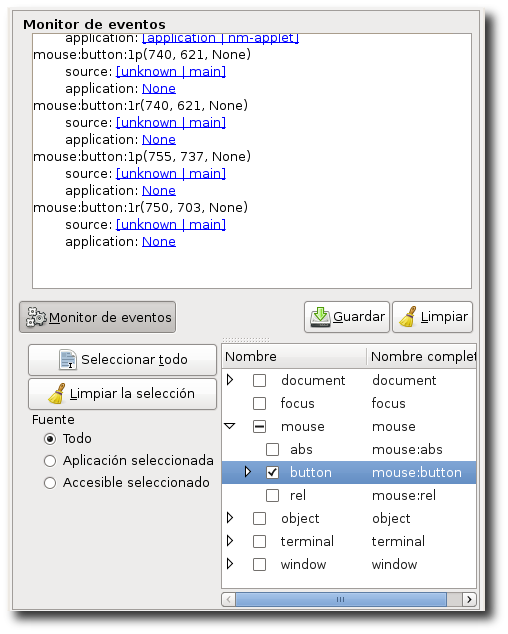 Monitor de eventos
application: [application | nm-applet]
mouse:button:1p(740, 621, None)
source: [unknown | main]
application: None
mouse:button:1r(740, 621, None)
source: [unknown | main]
application: None
mouse:button:1p(755, 737, None)
source: [unknown | main]
application: None
mouse:button:1r(750, 703, None)
source: [unknown | main]
application: None
Monitor de eventos
Guardar
Limpiar
Seleccionar todo
Limpiar la selección
Fuente
Todo
Aplicación seleccionada
Accesible seleccionado
Nombre Nombre complet
document document
focus focus
mouse mouse
abs mouse:abs
button mouse:button
rel mouse:rel
object object
terminal terminal
window window